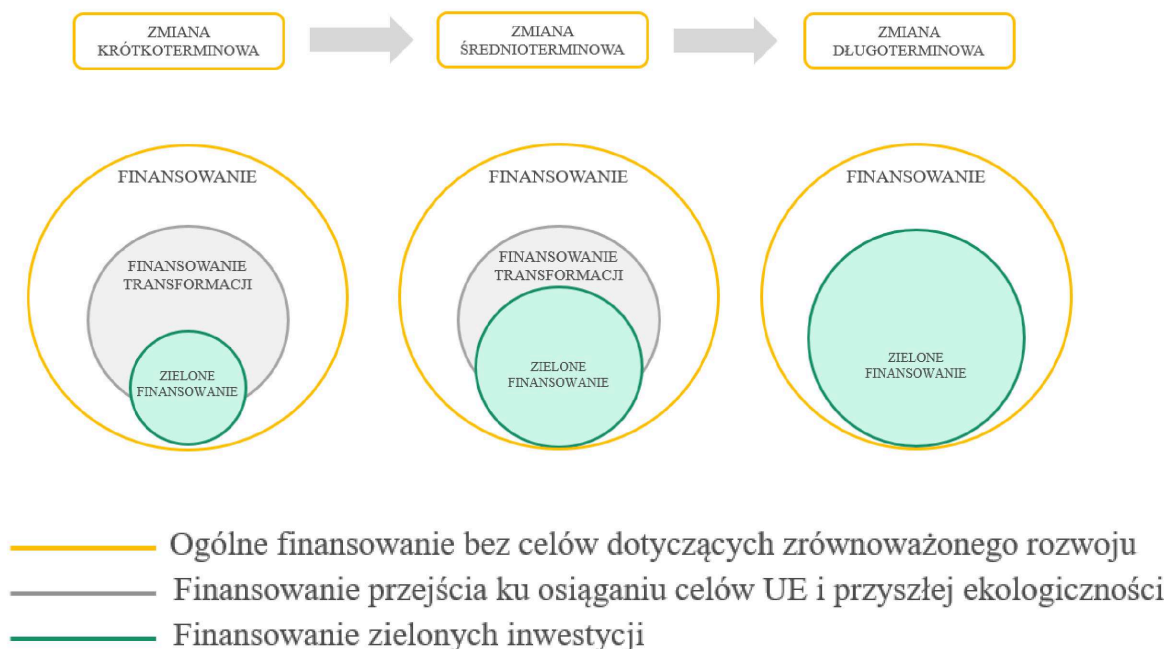 ZMIANA
KRÓTKOTERMINOWA
ZMIANA
ŚREDNIOTERMINOWA
ZMIANA
DŁUGOTERMINOWA
FINANSOWANIE
FINANSOWANIE
TRANSFORMACJI
ZIELONE
FINANSOWANIE
FINANSOWANIE
FINANSOWANIE
TRANSFORMACJI
ZIELONE
FINANSOWANIE
FINANSOWANIE
ZIELONE
FINANSOWANIE
Ogólne finansowanie bez celów dotyczących zrównoważonego rozwoju
Finansowanie przejścia ku osiąganiu celów UE i przyszłej ekologiczności
Finansowanie zielonych inwestycji